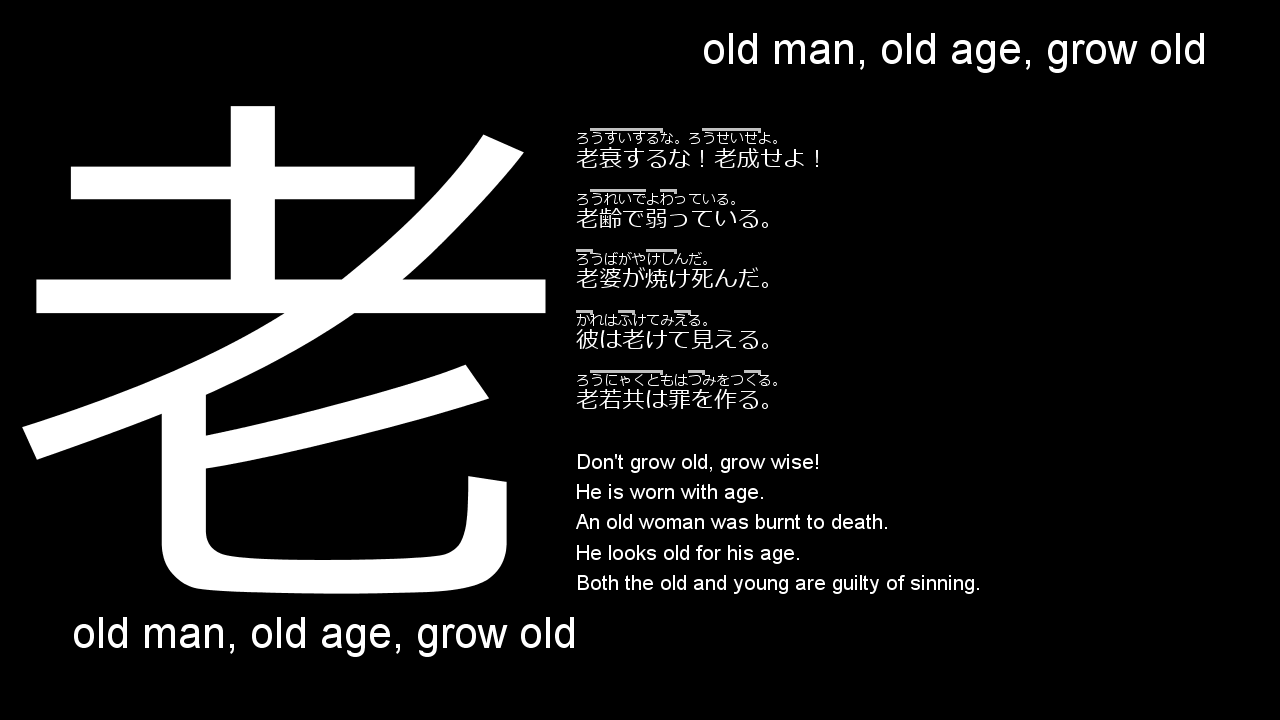 old man, old age, grow old
老
ろうすいするな。ろうせいせよ。
老衰するな！老成せよ！
ろうれいでよわっている。
老齢で弱っている。
ろうばがやけしんだ。
老婆が焼け死んだ。
かれはふけてみえる。
彼は老けて見える。
ろうにゃくともはつみをつくる。
老若共は罪を作る。
Don't grow old, grow wise!
He is worn with age.
An old woman was burnt to death.
He looks old for his age.
Both the old and young are guilty of sinning.
old man, old age, grow old